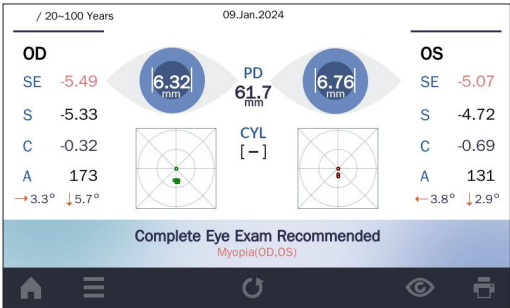 / 20~100 Years 09.Jan.2024
OD OS
6.32 mm 6.76 mm
PD
61.7
mm
SE -5.49 SE -5.07
S -5.33 S -4.72
CYL
[ − ]
C -0.32 C -0.69
A 173 A 131
→ 3.3° ↓ 5.7° ← 3.8° ↓ 2.9°
Complete Eye Exam Recommended
Myopia(OD,OS)